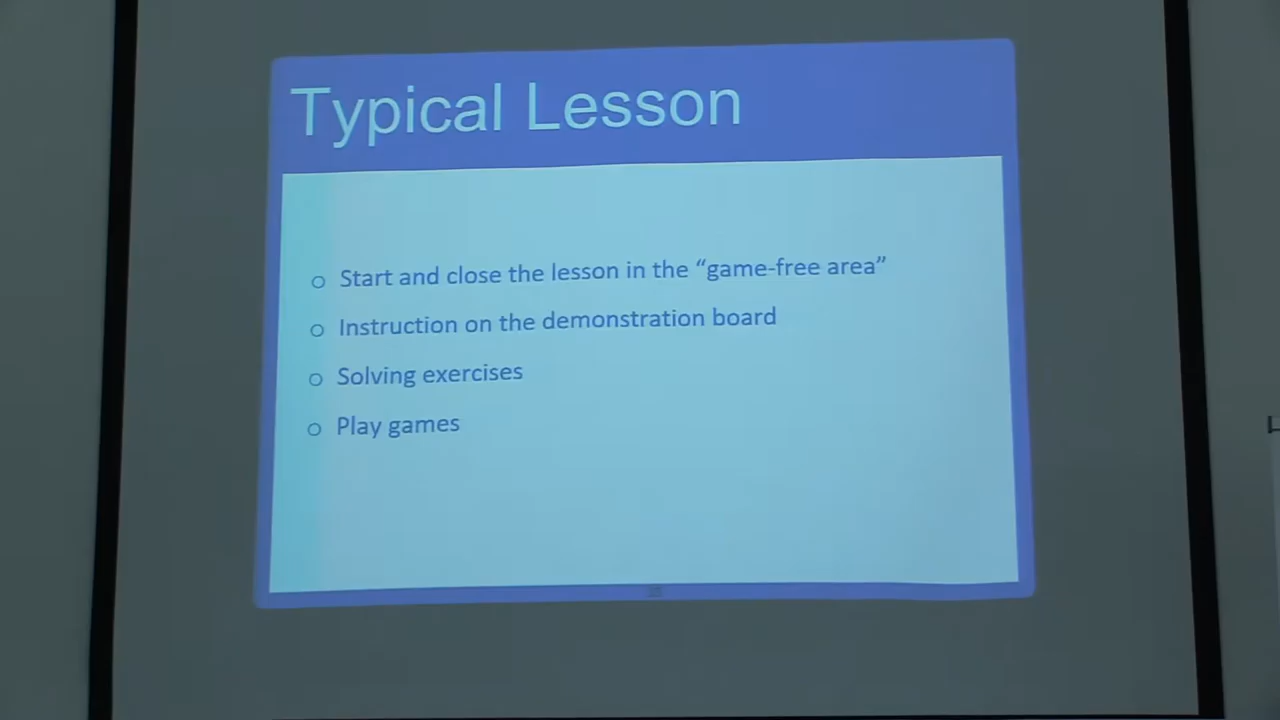 Typical Lesson
o Start and close the lesson in the “game-free area”
o Instruction on the demonstration board
o Solving exercises
o Play games